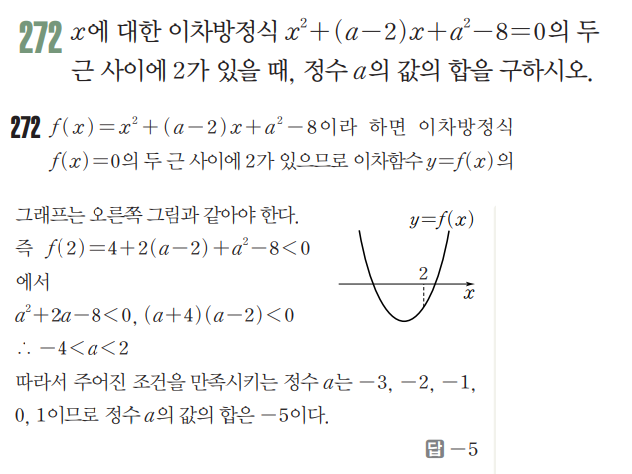 272 x에 대한 이차방정식 x²+(a-2)x+a²-8=0의 두
근 사이에 2가 있을 때, 정수 a의 값의 합을 구하시오.
272 f(x)=x²+(a-2)x+a²-8이라 하면 이차방정식
f(x)=0의 두 근 사이에 2가 있으므로 이차함수 y=f(x)의
그래프는 오른쪽 그림과 같아야 한다.
즉 f(2)=4+2(a-2)+a²-8<0
에서
a²+2a-8<0, (a+4)(a-2)<0
∴ -4<a<2
y=f(x)
2
x
따라서 주어진 조건을 만족시키는 정수 a는 -3, -2, -1,
0, 1이므로 정수 a의 값의 합은 -5이다.
답 -5